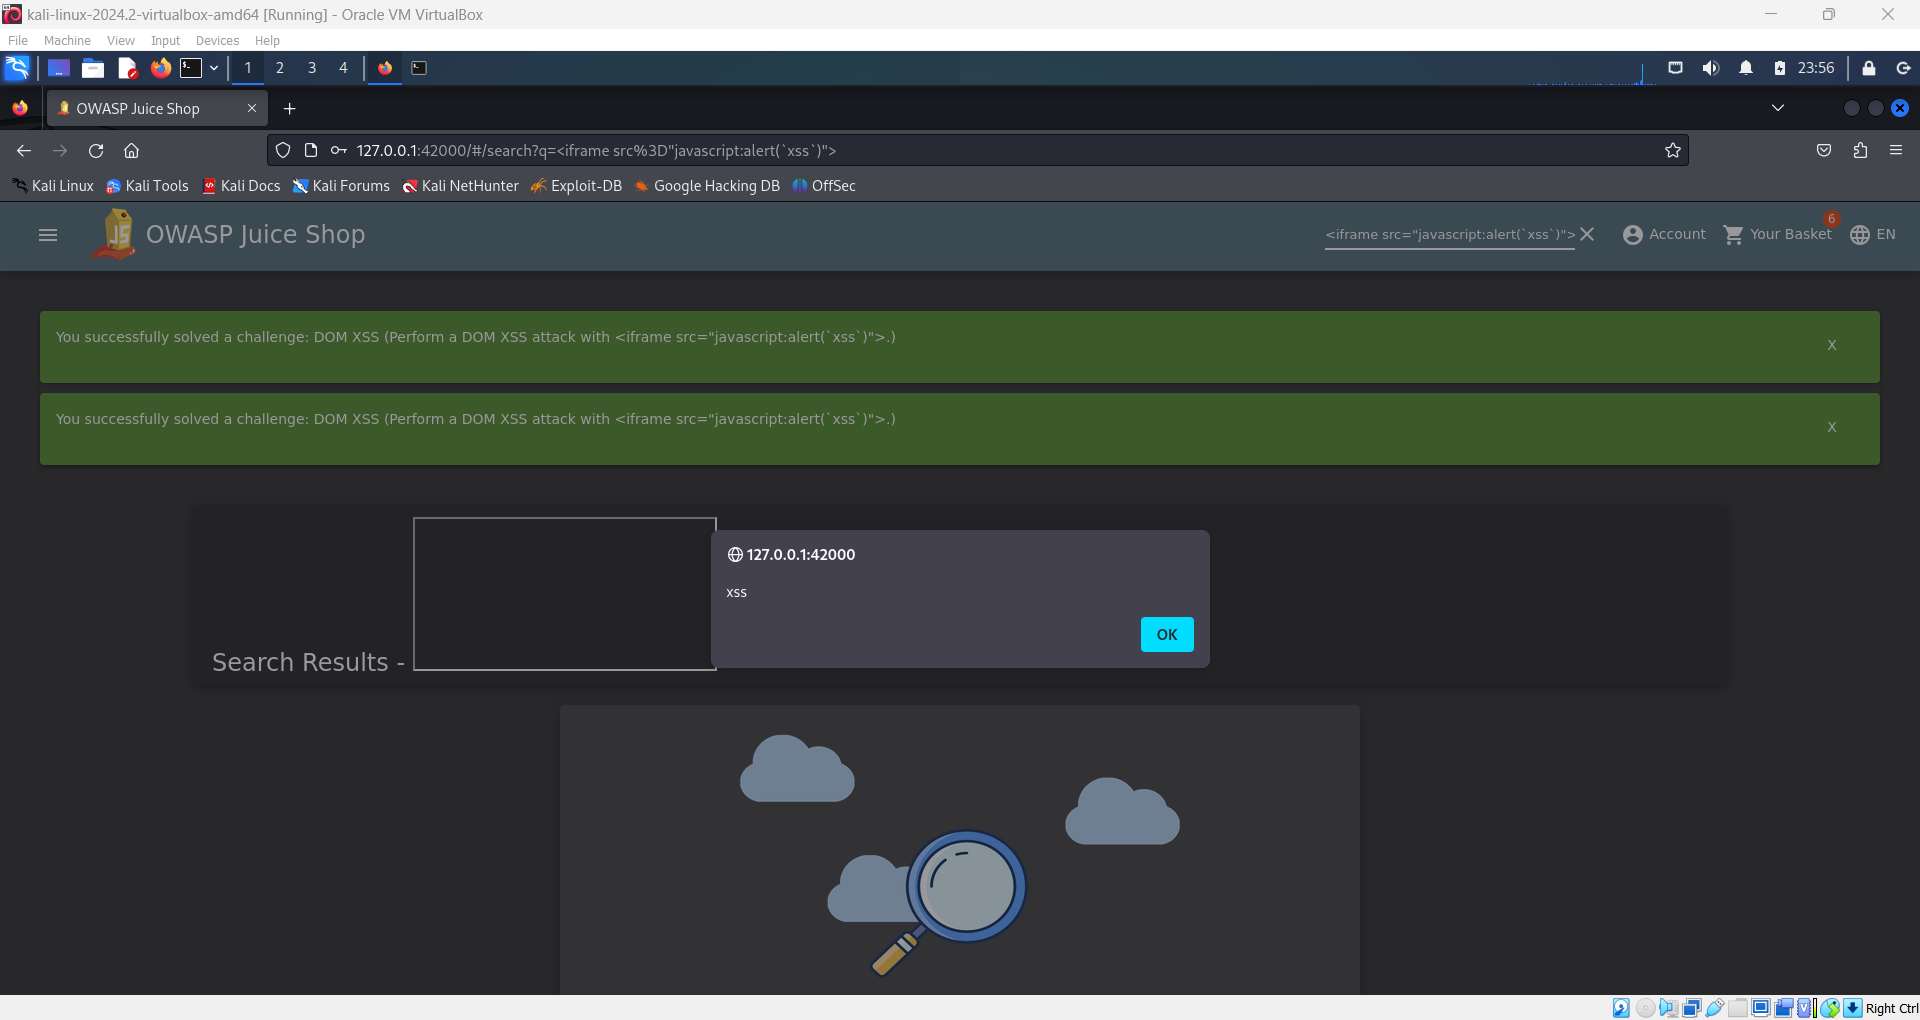 kali-linux-2024.2-virtualbox-amd64 [Running] - Oracle VM VirtualBox
File Machine View Input Devices Help
1 2 3 4 23:56
OWASP Juice Shop
127.0.0.1:42000/#/search?q=<iframe src%3D"javascript:alert(`xss`)">
Kali Linux Kali Tools Kali Docs Kali Forums Kali NetHunter Exploit-DB Google Hacking DB OffSec
JS OWASP Juice Shop <iframe src="javascript:alert(`xss`)"> Account Your Basket 6 EN
You successfully solved a challenge: DOM XSS (Perform a DOM XSS attack with <iframe src="javascript:alert(`xss`)">.) X
You successfully solved a challenge: DOM XSS (Perform a DOM XSS attack with <iframe src="javascript:alert(`xss`)">.) X
127.0.0.1:42000
xss
OK
Search Results -
Right Ctrl